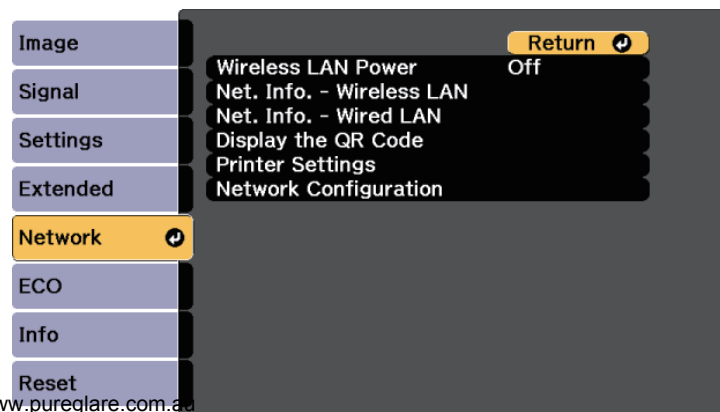 Image
Signal
Settings
Extended
Network
ECO
Info
Reset
Return
Wireless LAN Power Off
Net. Info. - Wireless LAN
Net. Info. - Wired LAN
Display the QR Code
Printer Settings
Network Configuration
ww.pureglare.com.au